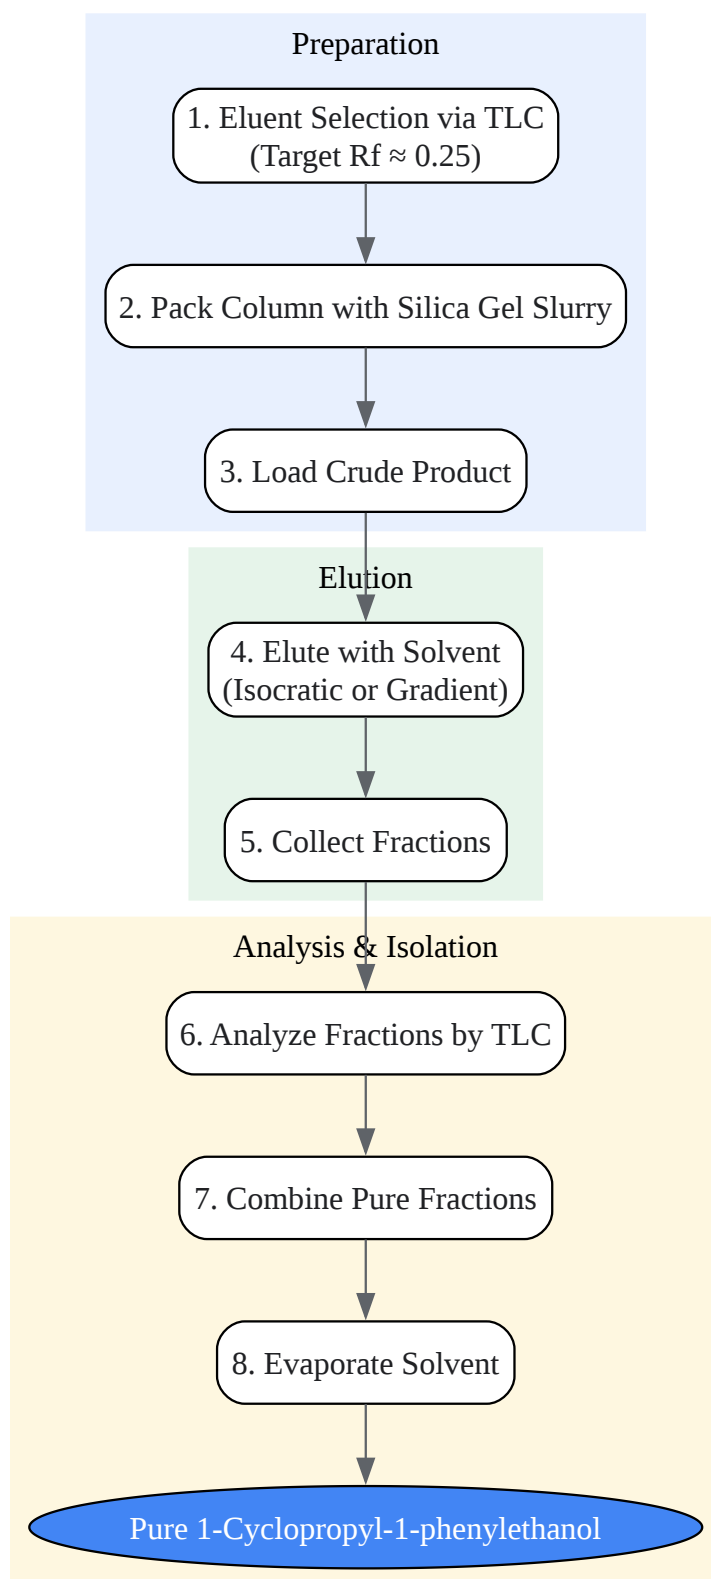 Preparation
1. Eluent Selection via TLC
(Target Rf ≈ 0.25)
2. Pack Column with Silica Gel Slurry
3. Load Crude Product
Elution
4. Elute with Solvent
(Isocratic or Gradient)
5. Collect Fractions
Analysis & Isolation
6. Analyze Fractions by TLC
7. Combine Pure Fractions
8. Evaporate Solvent
Pure 1-Cyclopropyl-1-phenylethanol